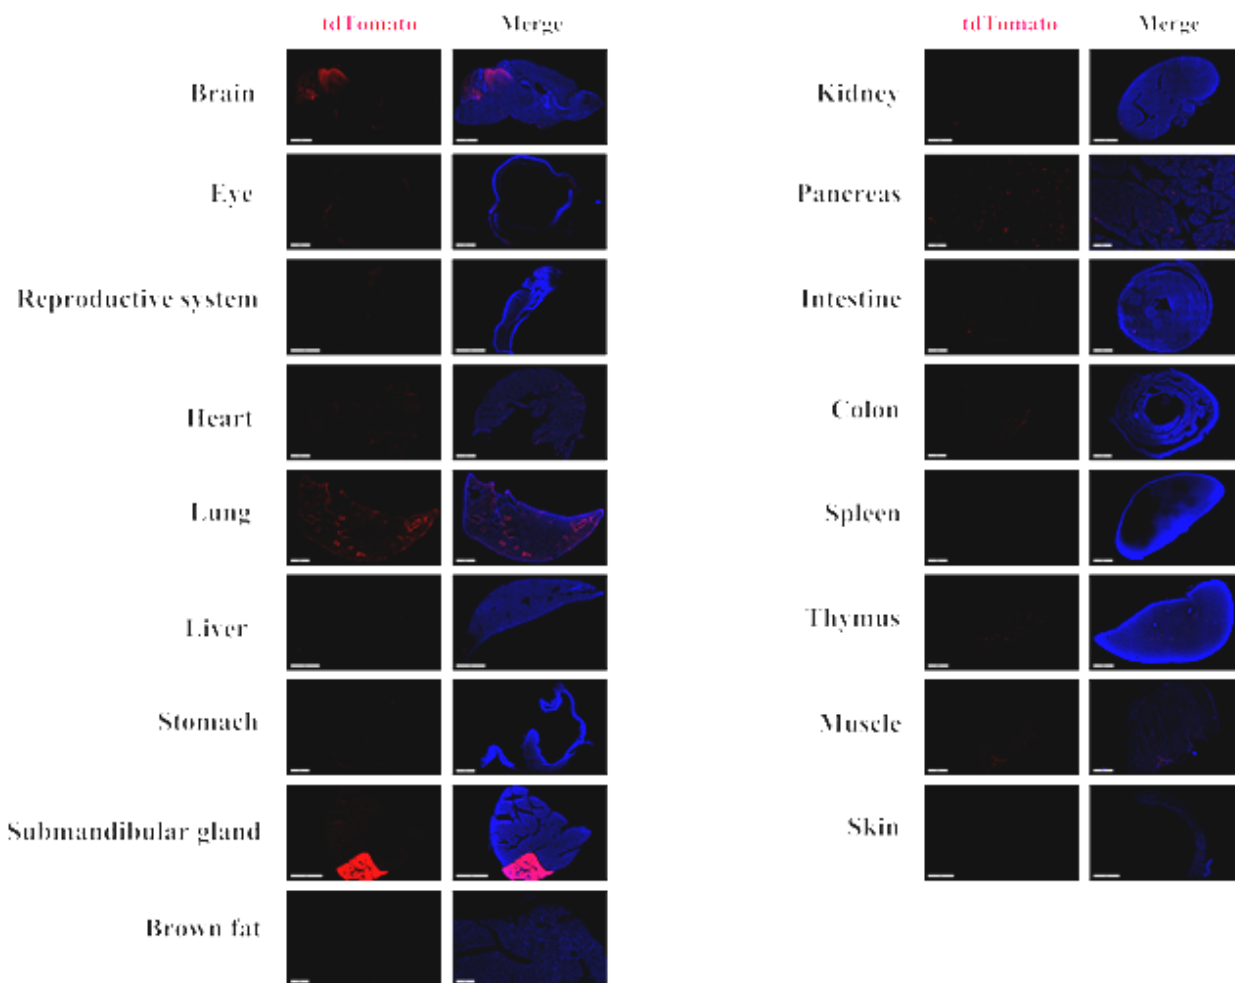 tdTomato Merge tdTomato Merge
Brain Kidney
Eye Pancreas
Reproductive system Intestine
Heart Colon
Lung Spleen
Liver Thymus
Stomach Muscle
Submandibular gland Skin
Brown fat